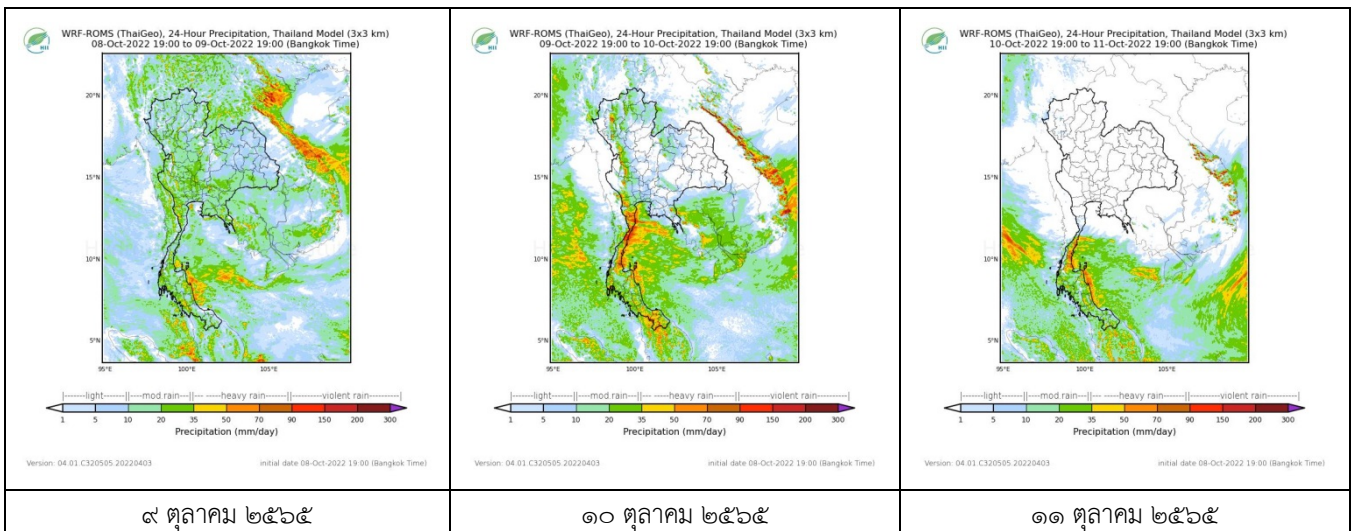 HII
WRF-ROMS (ThaiGeo), 24-Hour Precipitation, Thailand Model (3x3 km)
08-Oct-2022 19:00 to 09-Oct-2022 19:00 (Bangkok Time)
20°N
15°N
10°N
5°N
95°E 100°E 105°E
|-------light-----||---mod rain---||--- ---heavy rain------||------violent rain------|
1 5 10 20 35 50 70 90 150 200 300
Precipitation (mm/day)
Version: 04.01.C320505.20220403 initial date 08-Oct-2022 19:00 (Bangkok Time)
๙ ตุลาคม ๒๕๖๕
HII
WRF-ROMS (ThaiGeo), 24-Hour Precipitation, Thailand Model (3x3 km)
09-Oct-2022 19:00 to 10-Oct-2022 19:00 (Bangkok Time)
20°N
15°N
10°N
5°N
95°E 100°E 105°E
|-------light-----||---mod rain---||--- ---heavy rain------||------violent rain------|
1 5 10 20 35 50 70 90 150 200 300
Precipitation (mm/day)
Version: 04.01.C320505.20220403 initial date 08-Oct-2022 19:00 (Bangkok Time)
๑๐ ตุลาคม ๒๕๖๕
HII
WRF-ROMS (ThaiGeo), 24-Hour Precipitation, Thailand Model (3x3 km)
10-Oct-2022 19:00 to 11-Oct-2022 19:00 (Bangkok Time)
20°N
15°N
10°N
5°N
95°E 100°E 105°E
|-------light-----||---mod rain---||--- ---heavy rain------||------violent rain------|
1 5 10 20 35 50 70 90 150 200 300
Precipitation (mm/day)
Version: 04.01.C320505.20220403 initial date 08-Oct-2022 19:00 (Bangkok Time)
๑๑ ตุลาคม ๒๕๖๕